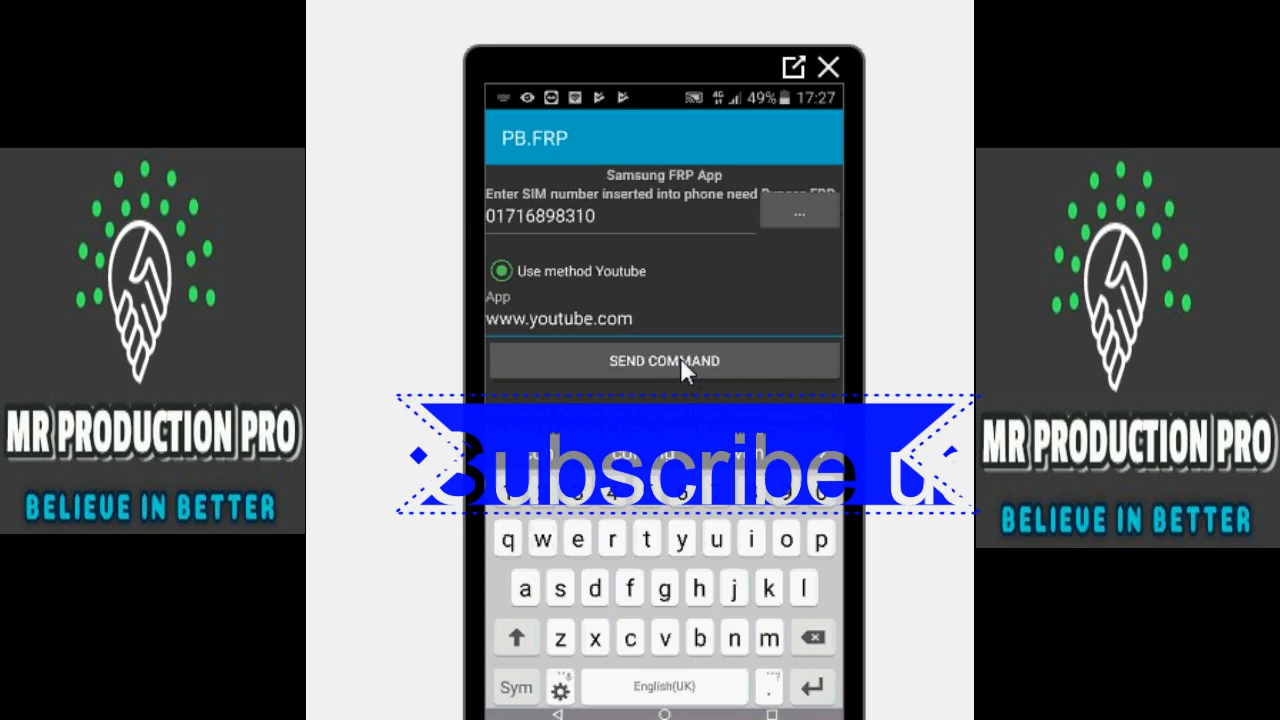 49% 17:27
PB.FRP
Samsung FRP App
Enter SIM number inserted into phone need Bypass FRP
01716898310
...
Use method Youtube
App
www.youtube.com
SEND COMMAND
Subscribe u
q w e r t y u i o p
a s d f g h j k l
z x c v b n m
Sym English(UK) .
MR PRODUCTION PRO
BELIEVE IN BETTER
MR PRODUCTION PRO
BELIEVE IN BETTER